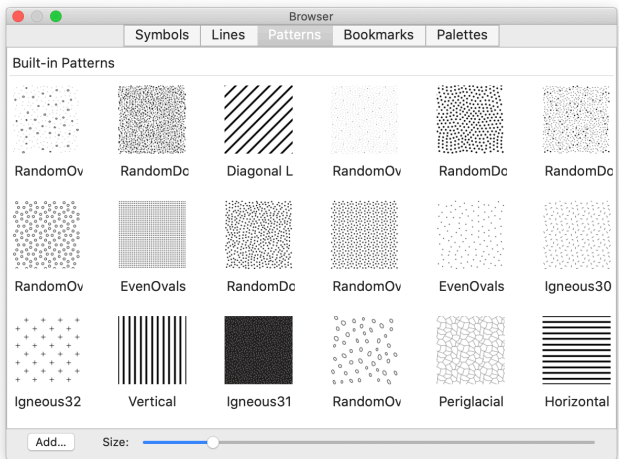 Browser
Symbols Lines Patterns Bookmarks Palettes
Built-in Patterns
RandomOv RandomDo Diagonal L RandomOv RandomDo RandomDo
RandomOv EvenOvals RandomDo RandomOv EvenOvals Igneous30
Igneous32 Vertical Igneous31 RandomOv Periglacial Horizontal
Add... Size: